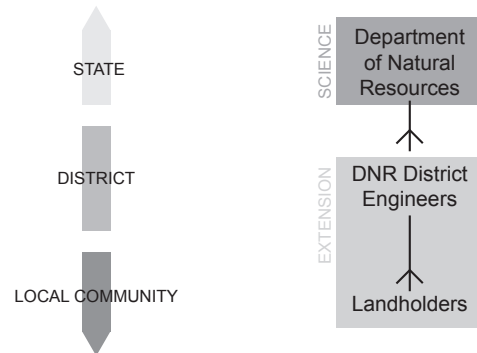 STATE
DISTRICT
LOCAL COMMUNITY
SCIENCE
Department
of Natural
Resources
EXTENSION
DNR District
Engineers
Landholders